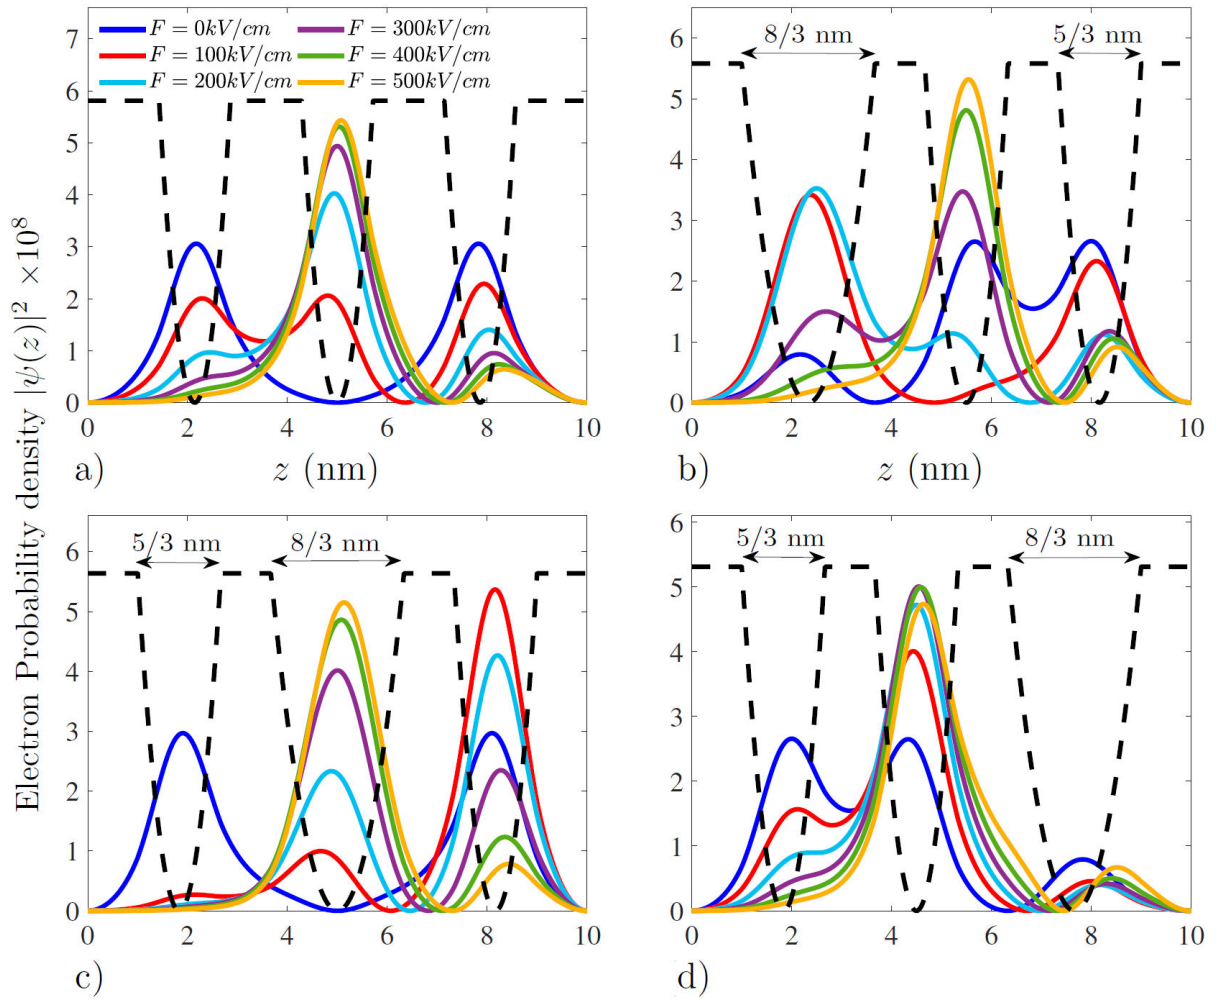 F = 0kV/cm
F = 100kV/cm
F = 200kV/cm
F = 300kV/cm
F = 400kV/cm
F = 500kV/cm
7
6
5
4
3
2
1
0
0 2 4 6 8 10
a) z (nm)
8/3 nm 5/3 nm
6
5
4
3
2
1
0
0 2 4 6 8 10
b) z (nm)
Electron Probability density |ψ(z)|² ×10⁸
5/3 nm 8/3 nm
6
5
4
3
2
1
0
0 2 4 6 8 10
c)
5/3 nm 8/3 nm
6
5
4
3
2
1
0
0 2 4 6 8 10
d)